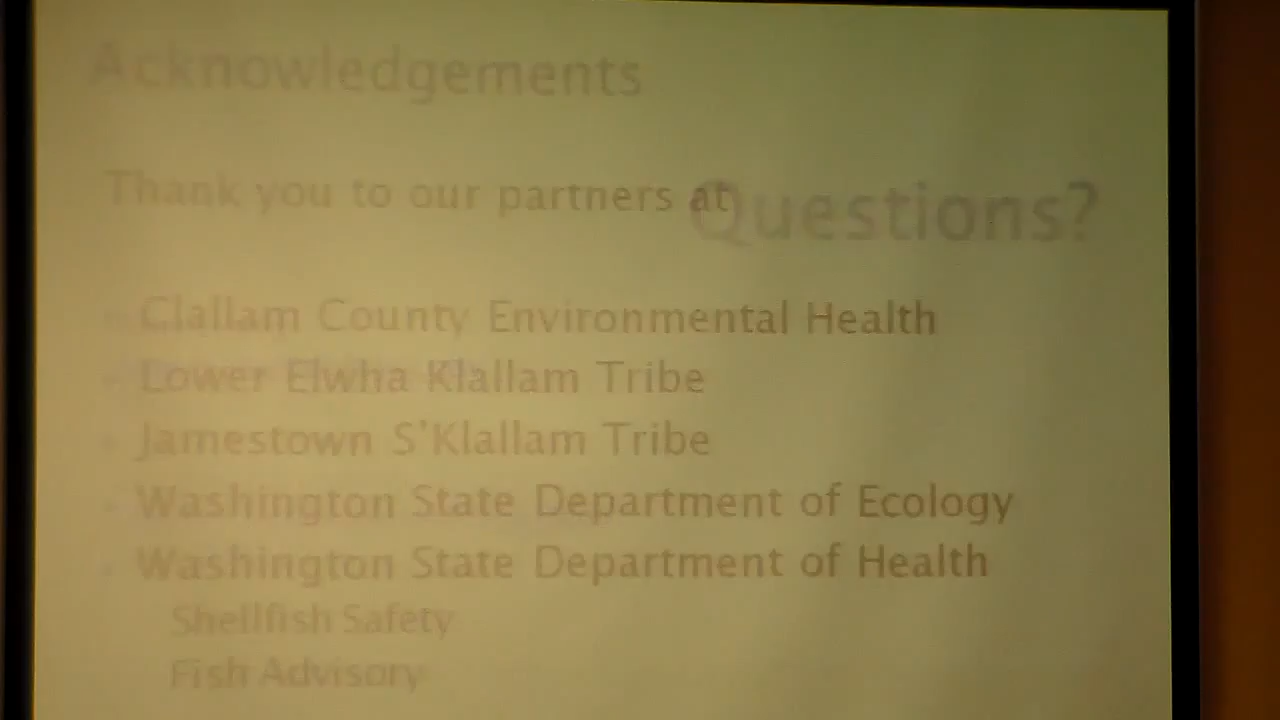 Acknowledgements
Thank you to our partners at
Questions?
Clallam County Environmental Health
Lower Elwha Klallam Tribe
Jamestown S'Klallam Tribe
Washington State Department of Ecology
Washington State Department of Health
Shellfish Safety
Fish Advisory